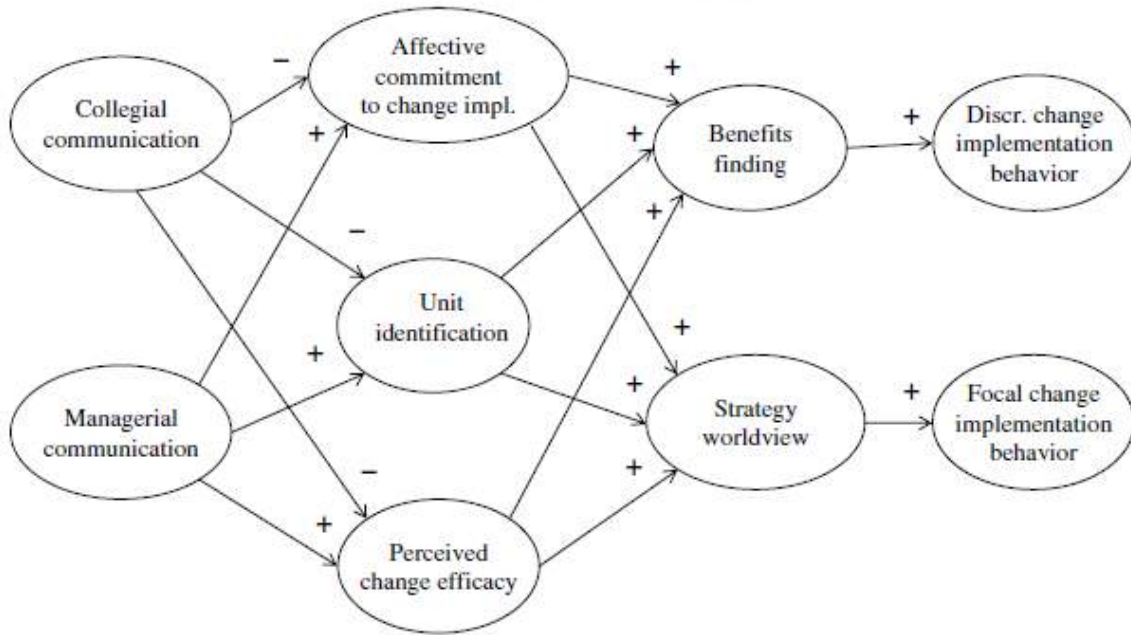 Collegial
communication
Managerial
communication
Affective
commitment
to change impl.
Unit
identification
Perceived
change efficacy
Benefits
finding
Strategy
worldview
Discr. change
implementation
behavior
Focal change
implementation
behavior
−
+
−
+
−
+
+
+
+
+
+
+
+
+